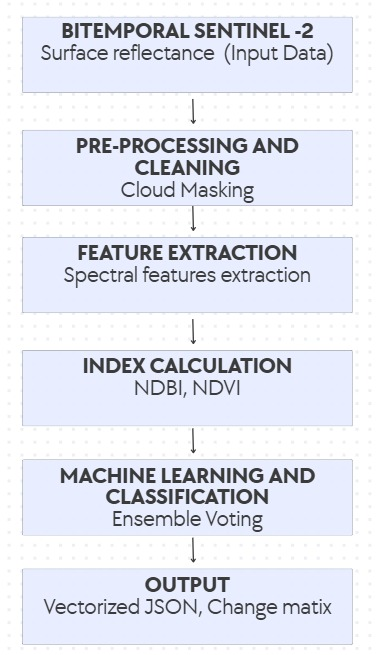 BITEMPORAL SENTINEL -2
Surface reflectance (Input Data)
PRE-PROCESSING AND
CLEANING
Cloud Masking
FEATURE EXTRACTION
Spectral features extraction
INDEX CALCULATION
NDBI, NDVI
MACHINE LEARNING AND
CLASSIFICATION
Ensemble Voting
OUTPUT
Vectorized JSON, Change matix